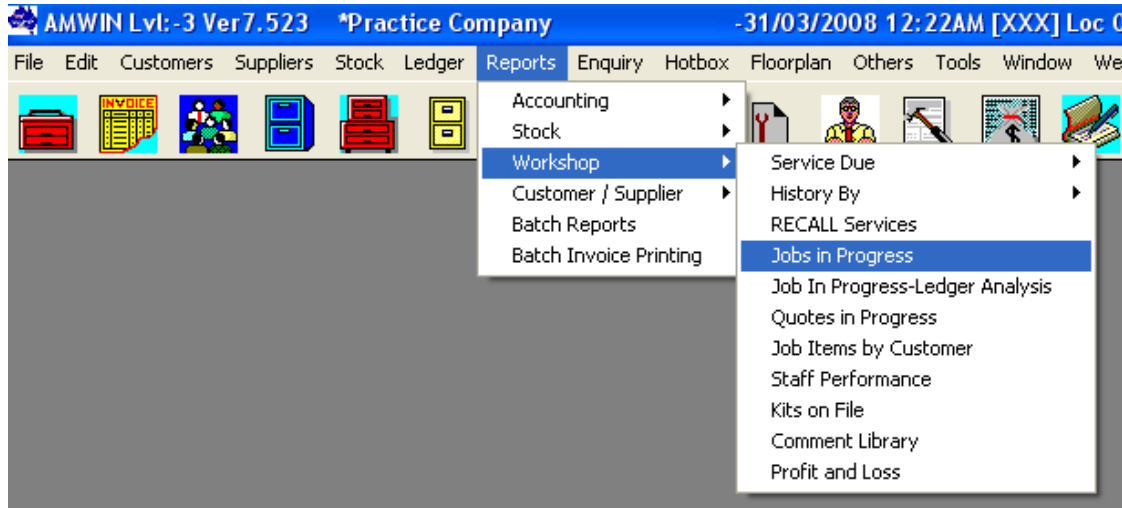 AMWIN Lvl:-3 Ver7.523 *Practice Company -31/03/2008 12:22AM [XXX] Loc 0
File Edit Customers Suppliers Stock Ledger Reports Enquiry Hotbox Floorplan Others Tools Window We
INVOICE
Accounting
Stock
Workshop
Customer / Supplier
Batch Reports
Batch Invoice Printing
Service Due
History By
RECALL Services
Jobs in Progress
Job In Progress-Ledger Analysis
Quotes in Progress
Job Items by Customer
Staff Performance
Kits on File
Comment Library
Profit and Loss